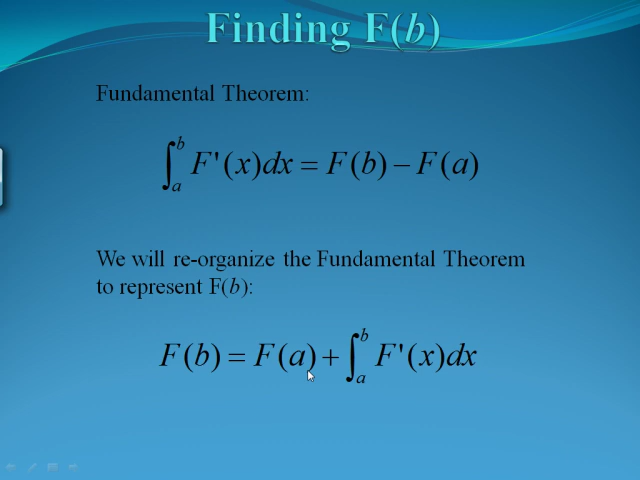 Finding F(b)
Fundamental Theorem:
∫_a^b F'(x)dx = F(b) − F(a)
We will re-organize the Fundamental Theorem
to represent F(b):
F(b) = F(a) + ∫_a^b F'(x)dx